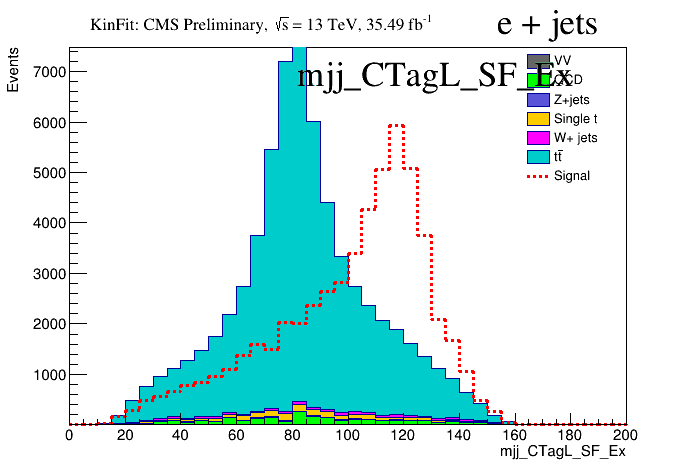 KinFit: CMS Preliminary, √s = 13 TeV, 35.49 fb⁻¹
e + jets
mjj_CTagL_SF_Ex
Events
7000
6000
5000
4000
3000
2000
1000
VV
QCD
Z+jets
Single t
W+ jets
tt̄
Signal
0 20 40 60 80 100 120 140 160 180 200
mjj_CTagL_SF_Ex